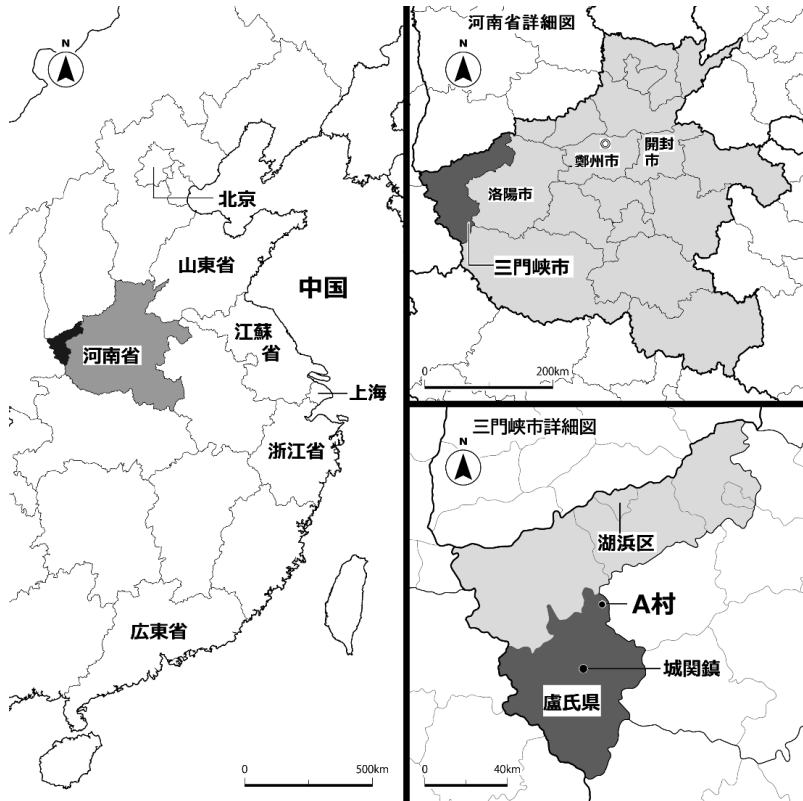 N
北京
山東省
中国
江蘇
省
河南省
上海
浙江省
広東省
0
500km
河南省詳細図
N
鄭州市
開封
市
洛陽市
三門峡市
0
200km
三門峡市詳細図
N
湖浜区
A村
城関鎮
盧氏県
0
40km